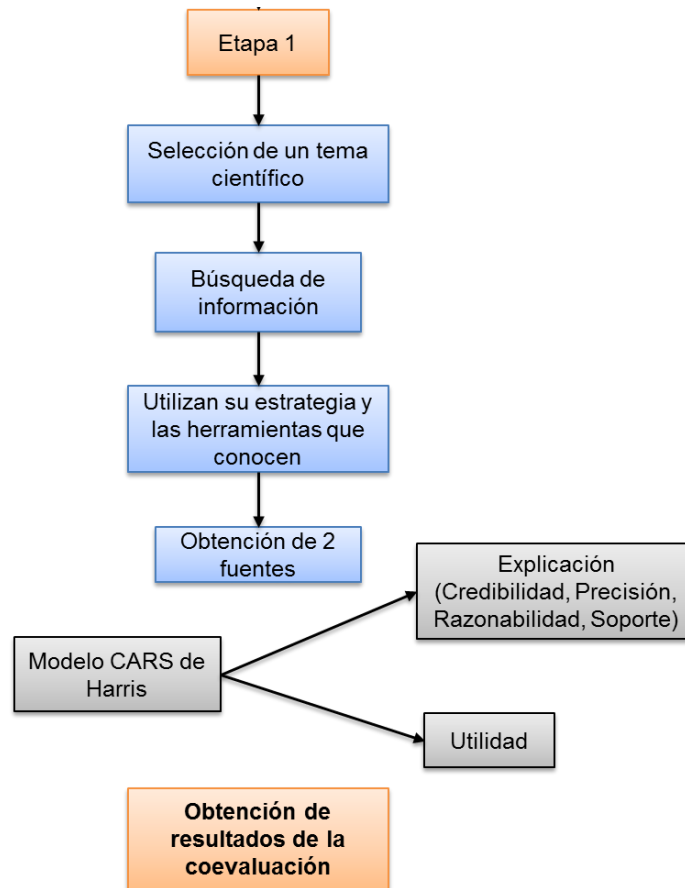 Etapa 1
Selección de un tema
científico
Búsqueda de
información
Utilizan su estrategia y
las herramientas que
conocen
Obtención de 2
fuentes
Explicación
(Credibilidad, Precisión,
Razonabilidad, Soporte)
Modelo CARS de
Harris
Utilidad
Obtención de
resultados de la
coevaluación